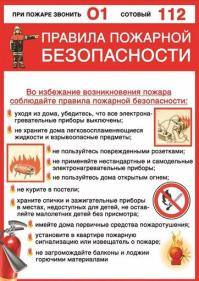 ПРИ ПОЖАРЕ ЗВОНИТЬ 01 СОТОВЫЙ 112
ПРАВИЛА ПОЖАРНОЙ
БЕЗОПАСНОСТИ
Во избежание возникновения пожара
соблюдайте правила пожарной безопасности:
уходя из дома, убедитесь, что все электрона-
гревательные приборы выключены;
не храните дома легковоспламеняющиеся
жидкости и взрывоопасные предметы;
не пользуйтесь поврежденными розетками;
не применяйте нестандартные и самодельные
электронагревательные приборы;
не пользуйтесь дома открытым огнем;
не курите в постели;
храните спички и зажигательные приборы
в местах, недоступных для детей, не остав-
ляйте малолетних детей без присмотра;
имейте дома первичные средства пожаротушения;
установите в квартире пожарную
сигнализацию или извещатель о пожаре;
не загромождайте балконы и лоджии
горючими материалами